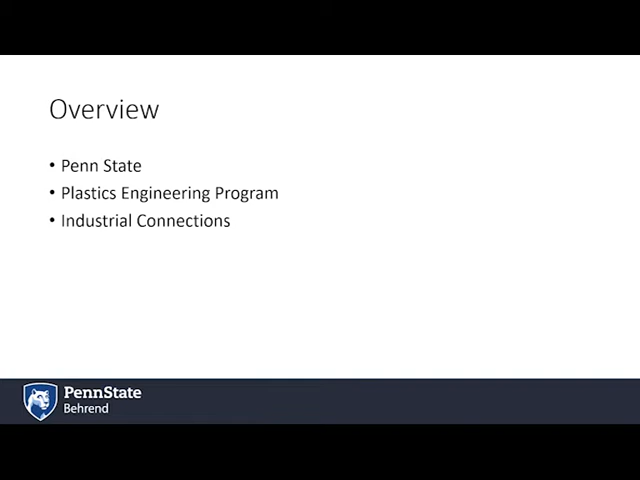 Overview
• Penn State
• Plastics Engineering Program
• Industrial Connections
PennState
Behrend